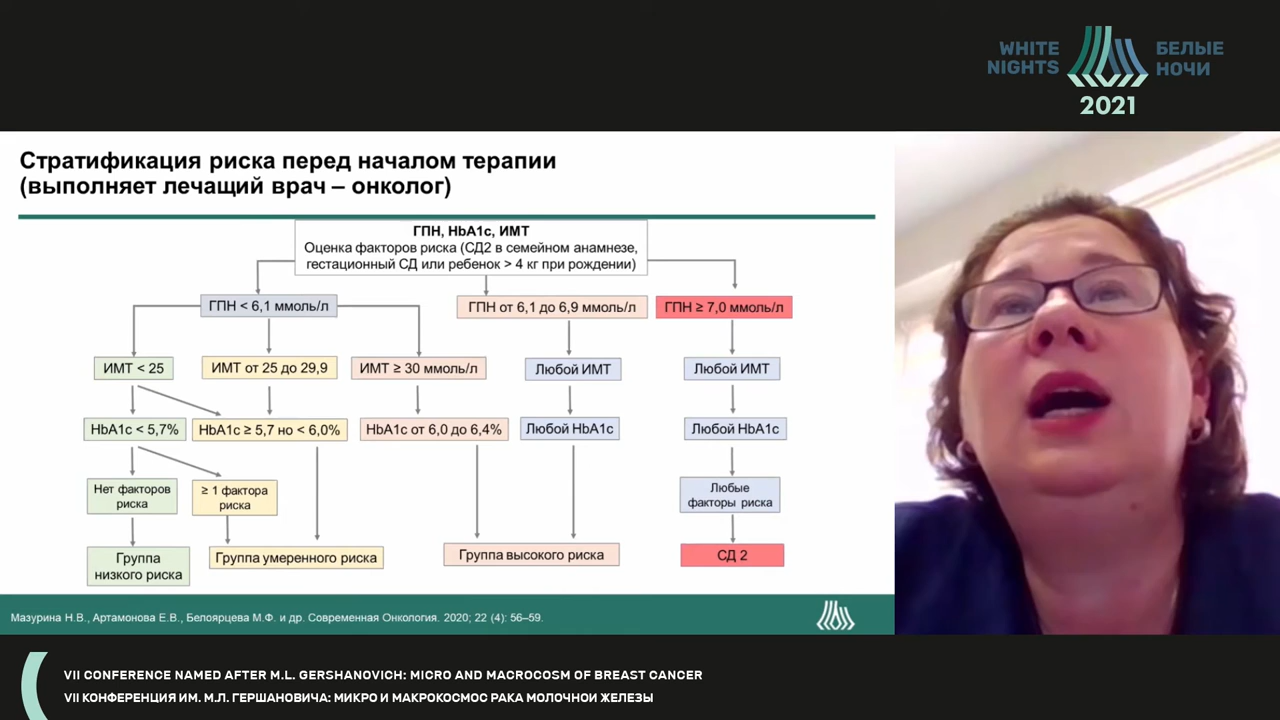 WHITE
NIGHTS
БЕЛЫЕ
НОЧИ
2021
Стратификация риска перед началом терапии
(выполняет лечащий врач – онколог)
ГПН, HbA1c, ИМТ
Оценка факторов риска (СД2 в семейном анамнезе,
гестационный СД или ребенок > 4 кг при рождении)
ГПН < 6,1 ммоль/л
ГПН от 6,1 до 6,9 ммоль/л
ГПН ≥ 7,0 ммоль/л
ИМТ < 25
ИМТ от 25 до 29,9
ИМТ ≥ 30 ммоль/л
Любой ИМТ
Любой ИМТ
HbA1c < 5,7%
HbA1c ≥ 5,7 но < 6,0%
HbA1c от 6,0 до 6,4%
Любой HbA1c
Любой HbA1c
Нет факторов
риска
≥ 1 фактора
риска
Любые
факторы риска
Группа
низкого риска
Группа умеренного риска
Группа высокого риска
СД 2
Мазурина Н.В., Артамонова Е.В., Белоярцева М.Ф. и др. Современная Онкология. 2020; 22 (4): 56–59.
VII CONFERENCE NAMED AFTER M.L. GERSHANOVICH: MICRO AND MACROCOSM OF BREAST CANCER
VII КОНФЕРЕНЦИЯ ИМ. М.Л. ГЕРШАНОВИЧА: МИКРО И МАКРОКОСМОС РАКА МОЛОЧНОЙ ЖЕЛЕЗЫ